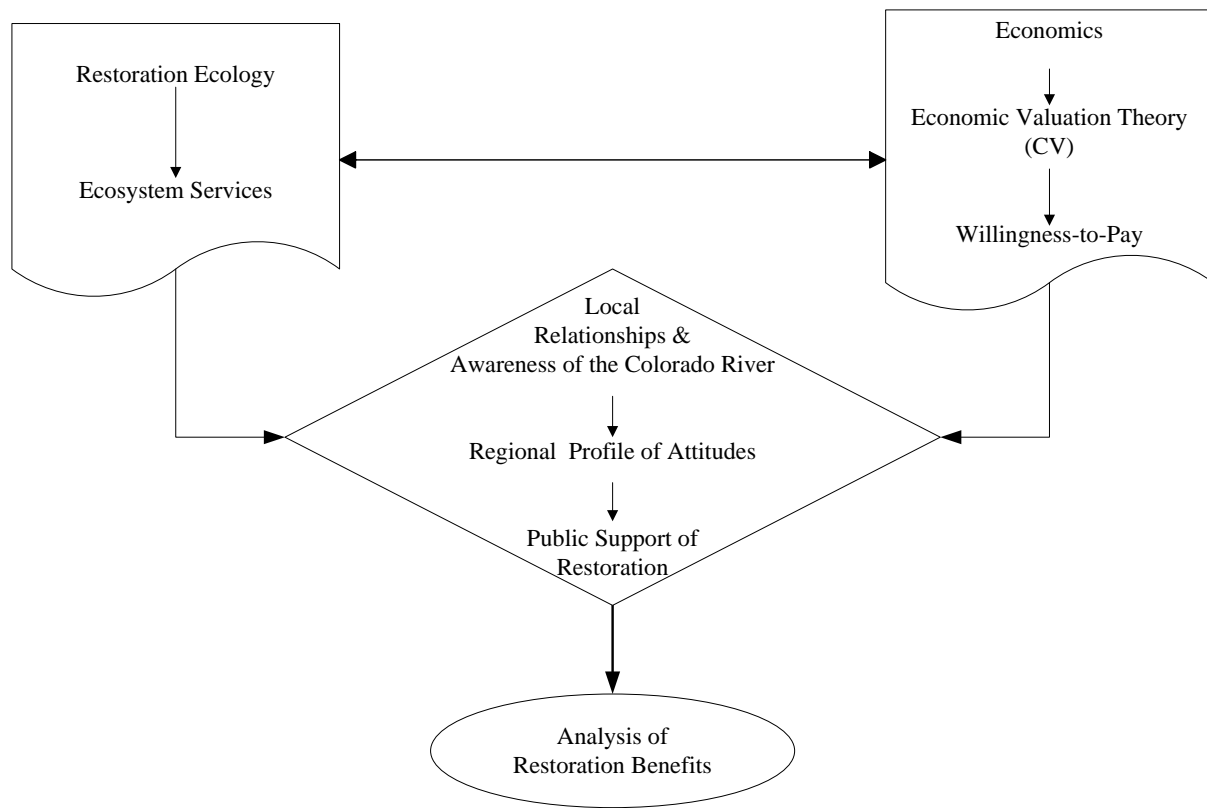 Restoration Ecology
Ecosystem Services
Economics
Economic Valuation Theory
(CV)
Willingness-to-Pay
Local
Relationships &
Awareness of the Colorado River
Regional Profile of Attitudes
Public Support of
Restoration
Analysis of
Restoration Benefits